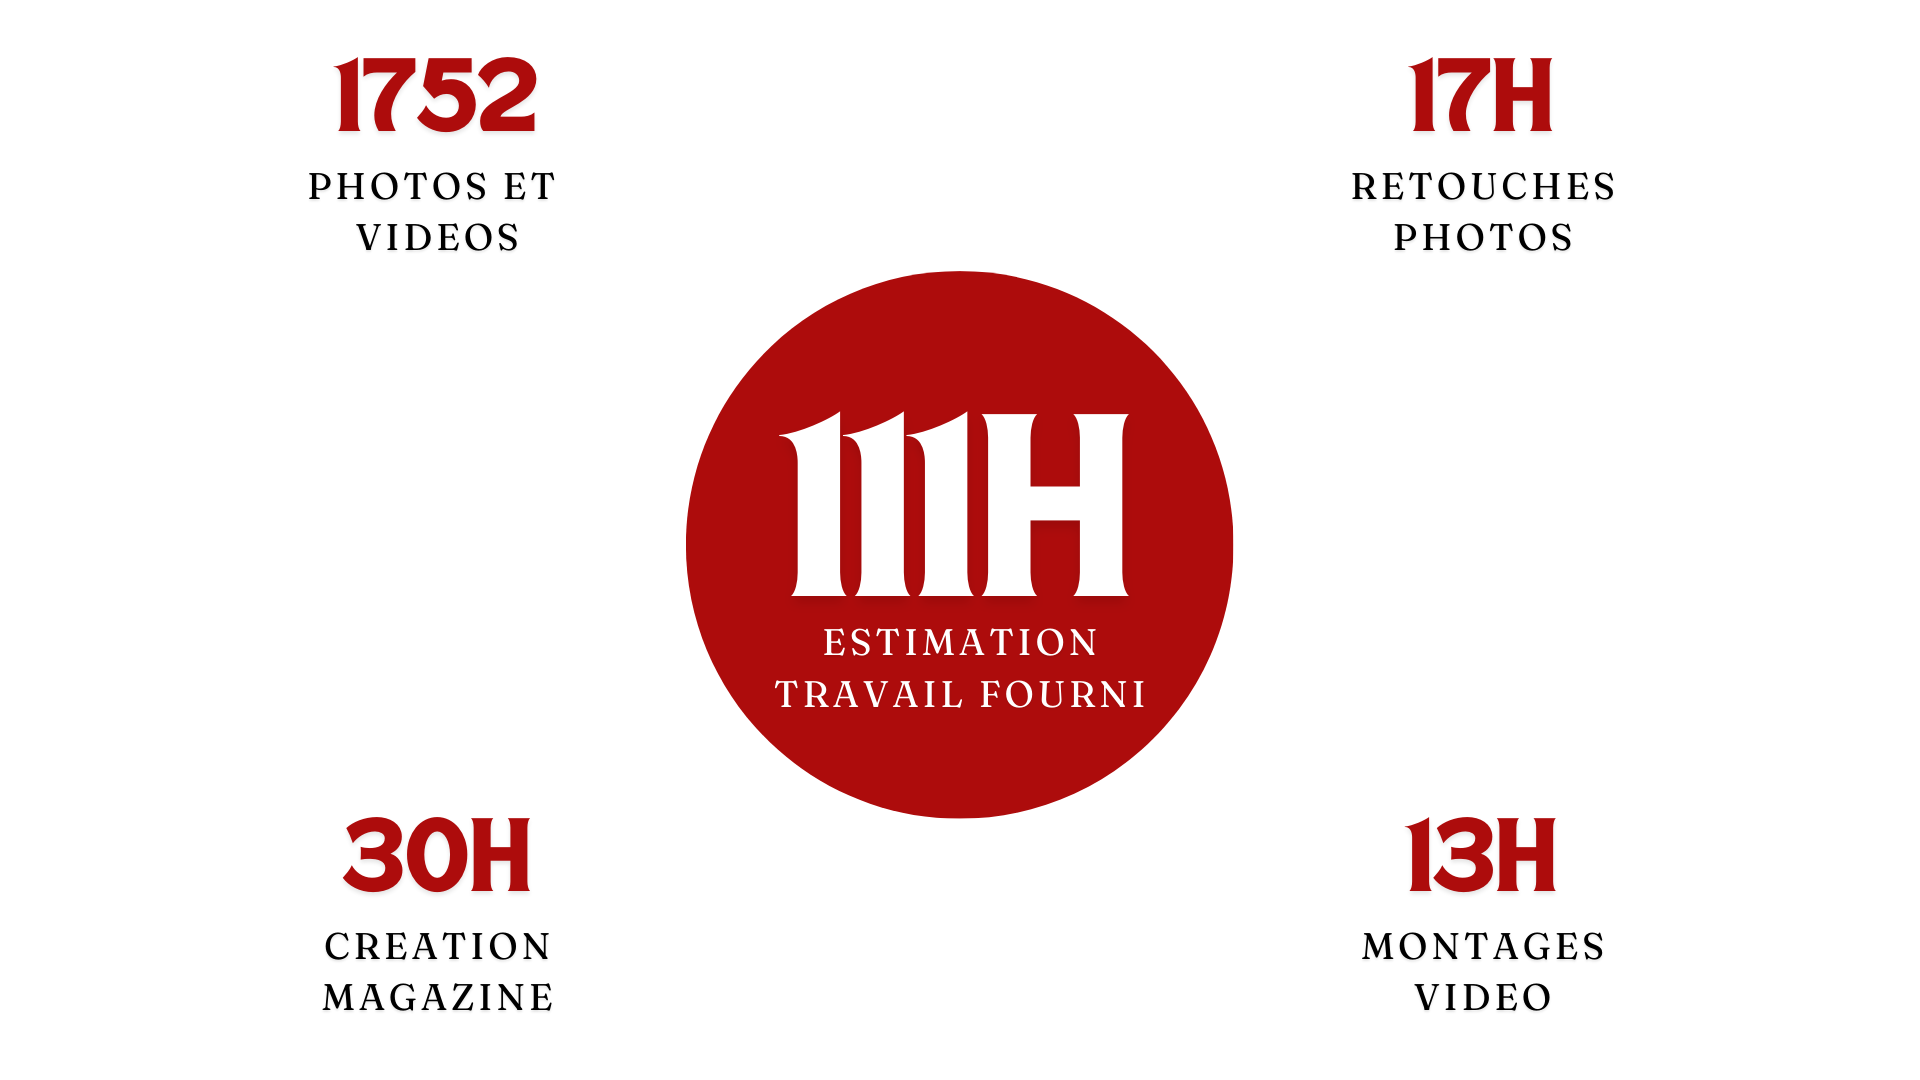 1752
PHOTOS ET
VIDEOS
17H
RETOUCHES
PHOTOS
111H
ESTIMATION
TRAVAIL FOURNI
30H
CREATION
MAGAZINE
13H
MONTAGES
VIDEO